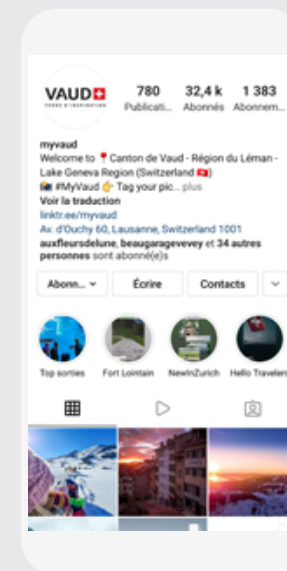 VAUD
TERRE D'INSPIRATION
780 32,4 k 1 383
Publicati... Abonnés Abonnem...
myvaud
Welcome to 📍Canton de Vaud - Région du Léman -
Lake Geneva Region (Switzerland 🇨🇭)
📷 #MyVaud 👉 Tag your pic... plus
Voir la traduction
linktr.ee/myvaud
Av. d'Ouchy 60, Lausanne, Switzerland 1001
auxfleursdelune, beaugaragevevey et 34 autres
personnes sont abonné(e)s
Abonn... Écrire Contacts
Top sorties Fort Lointain NewInZurich Hello Travelers